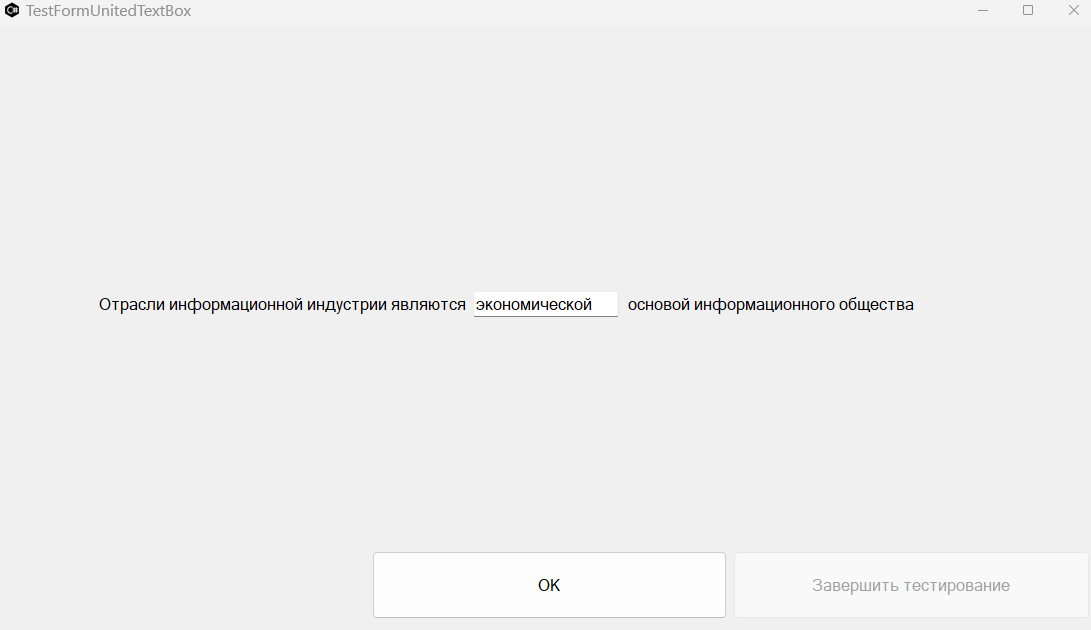 TestFormUnitedTextBox
Отрасли информационной индустрии являются экономической основой информационного общества
OK Завершить тестирование